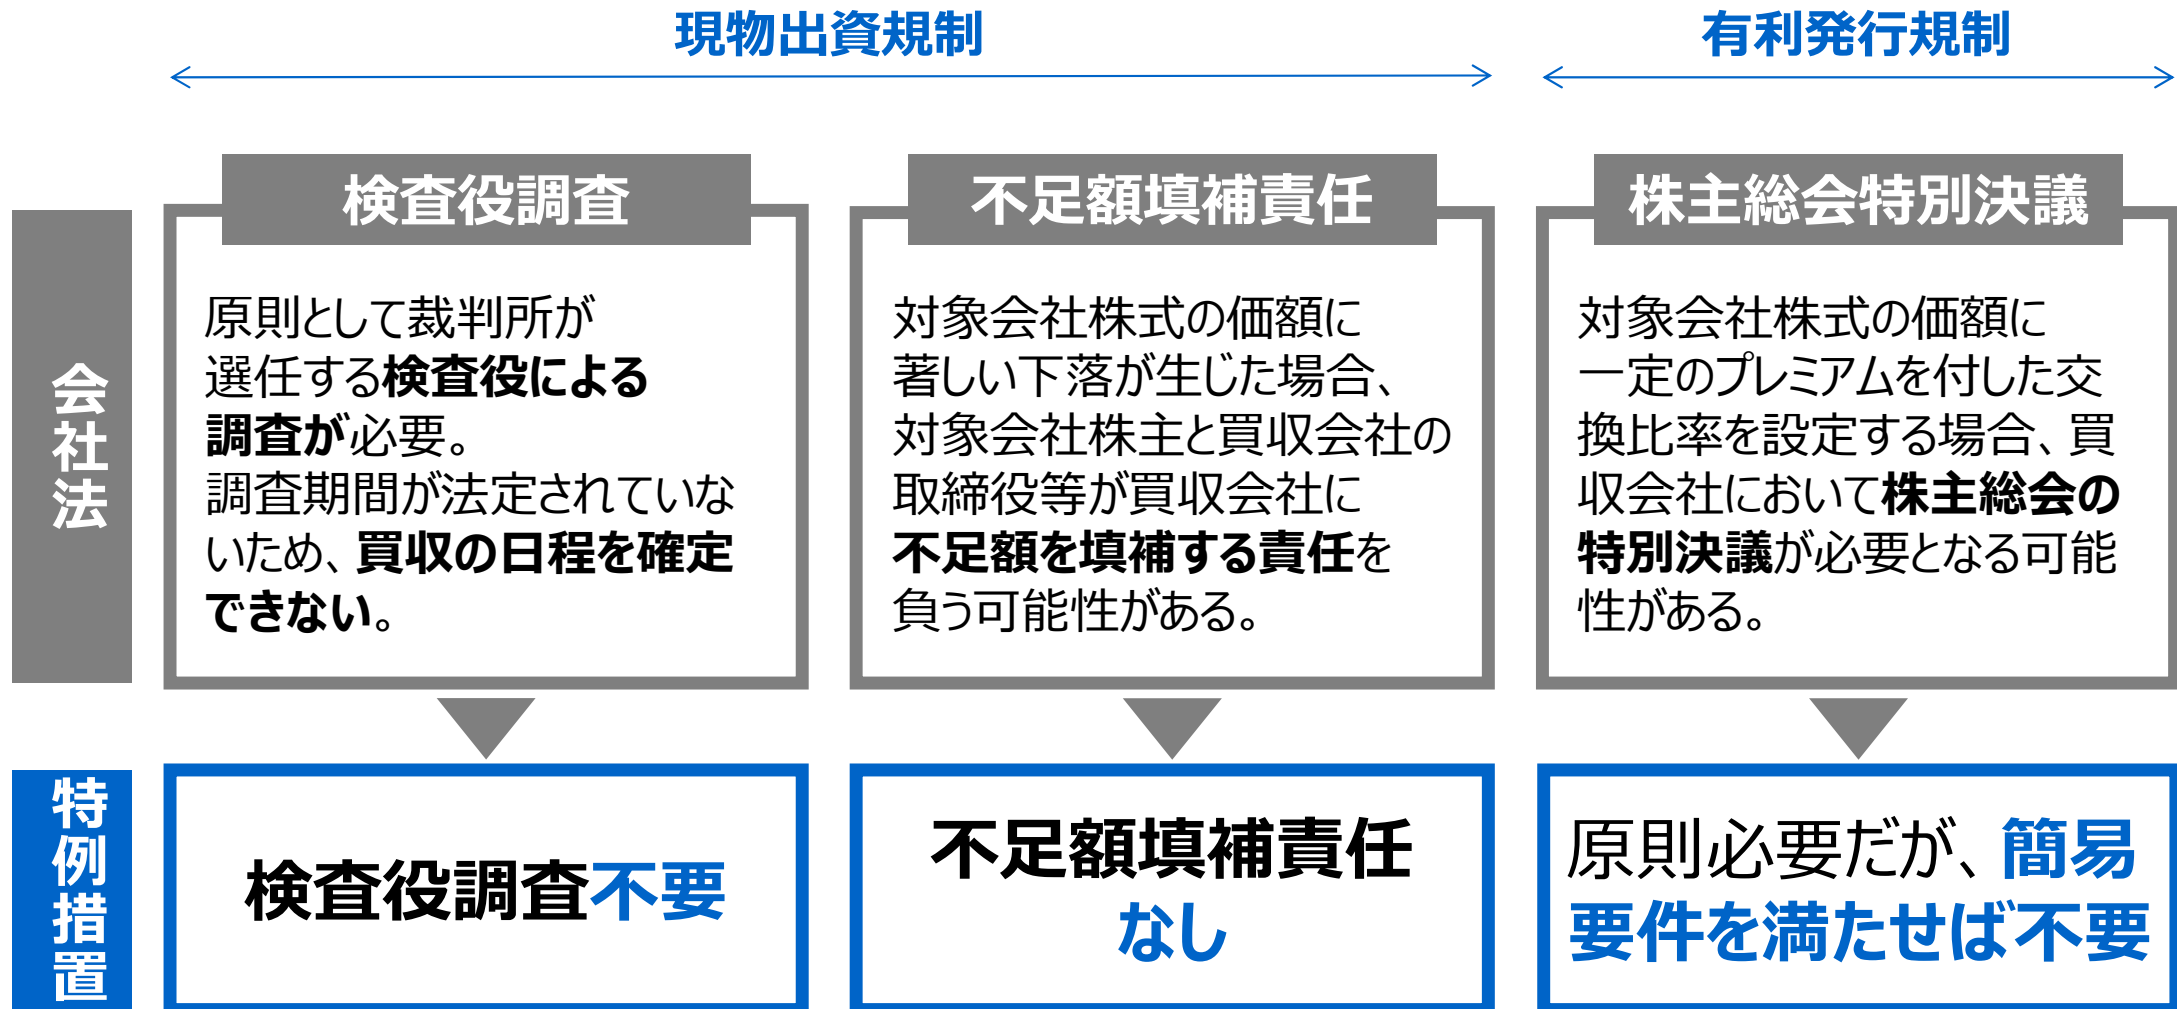 現物出資規制
有利発行規制
会社法
検査役調査
原則として裁判所が
選任する検査役による
調査が必要。
調査期間が法定されていな
いため、買収の日程を確定
できない。
不足額填補責任
対象会社株式の価額に
著しい下落が生じた場合、
対象会社株主と買収会社の
取締役等が買収会社に
不足額を填補する責任を
負う可能性がある。
株主総会特別決議
対象会社株式の価額に
一定のプレミアムを付した交
換比率を設定する場合、買
収会社において株主総会の
特別決議が必要となる可能
性がある。
特例措置
検査役調査不要
不足額填補責任
なし
原則必要だが、簡易
要件を満たせば不要